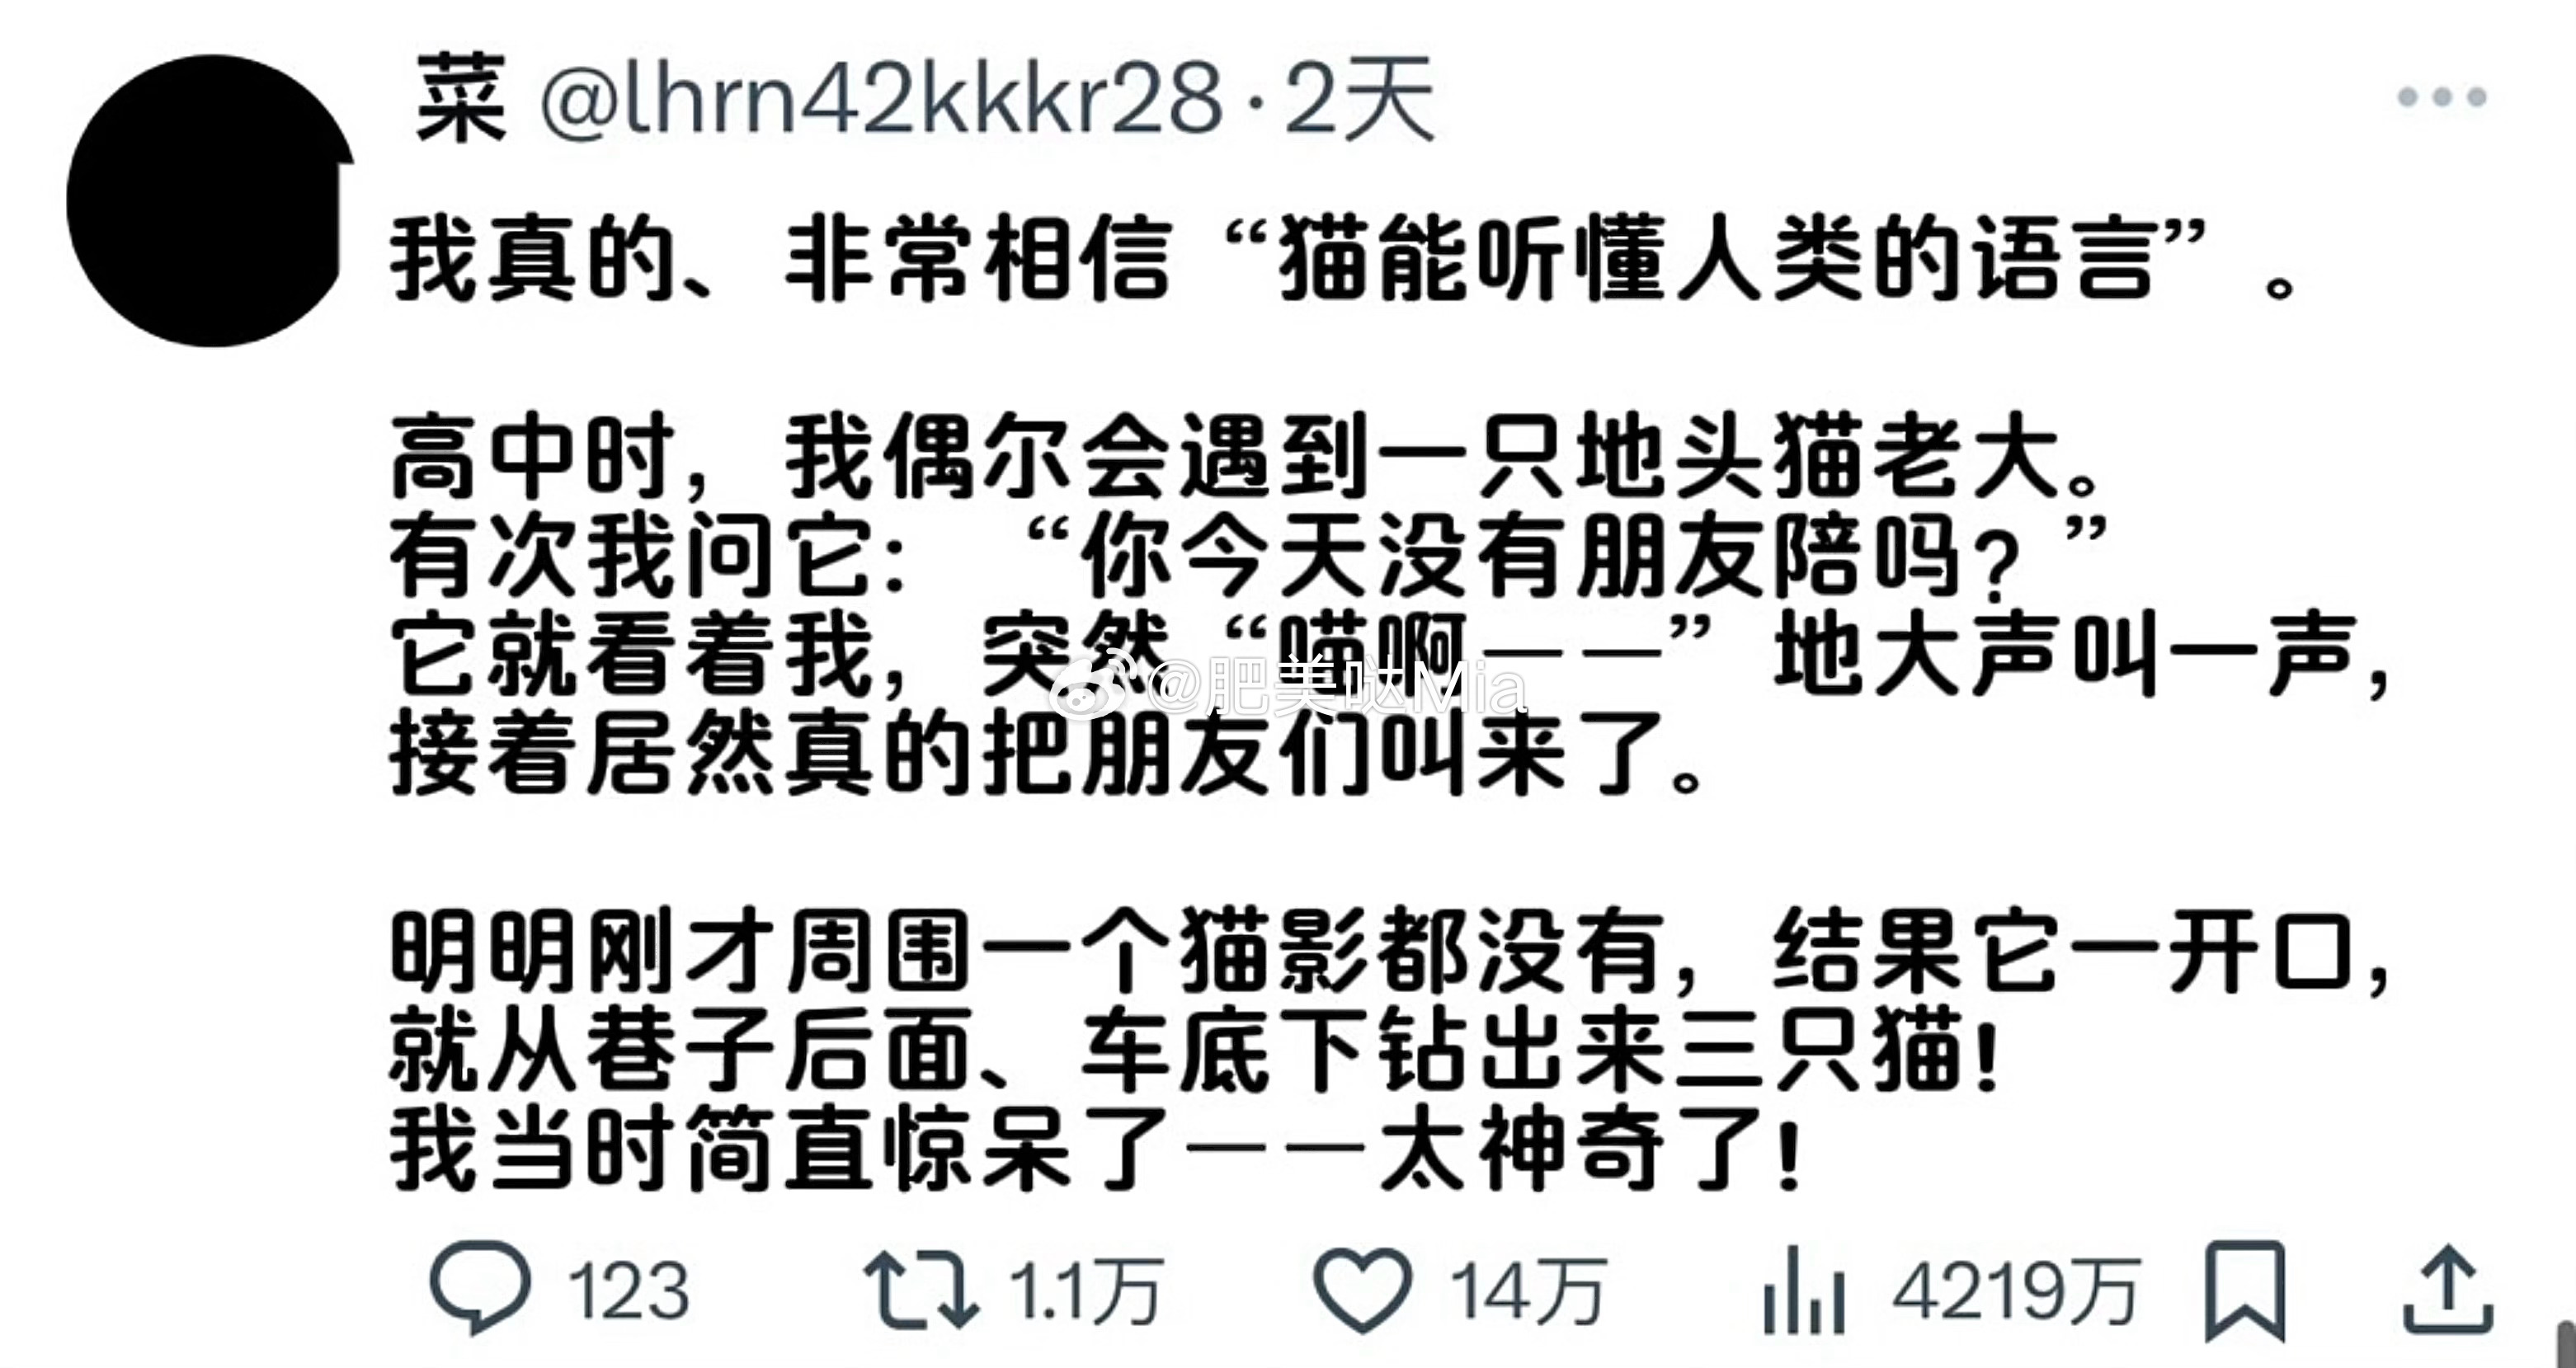 菜 @lhrn42kkkr28 · 2天
我真的、非常相信“猫能听懂人类的语言”。
高中时，我偶尔会遇到一只地头猫老大。
有次我问它：“你今天没有朋友陪吗？”
它就看着我，突然“喵啊——”地大声叫一声，
@肥美哒Mia
接着居然真的把朋友们叫来了。
明明刚才周围一个猫影都没有，结果它一开口，
就从巷子后面、车底下钻出来三只猫！
我当时简直惊呆了——太神奇了！
123 1.1万 14万 4219万